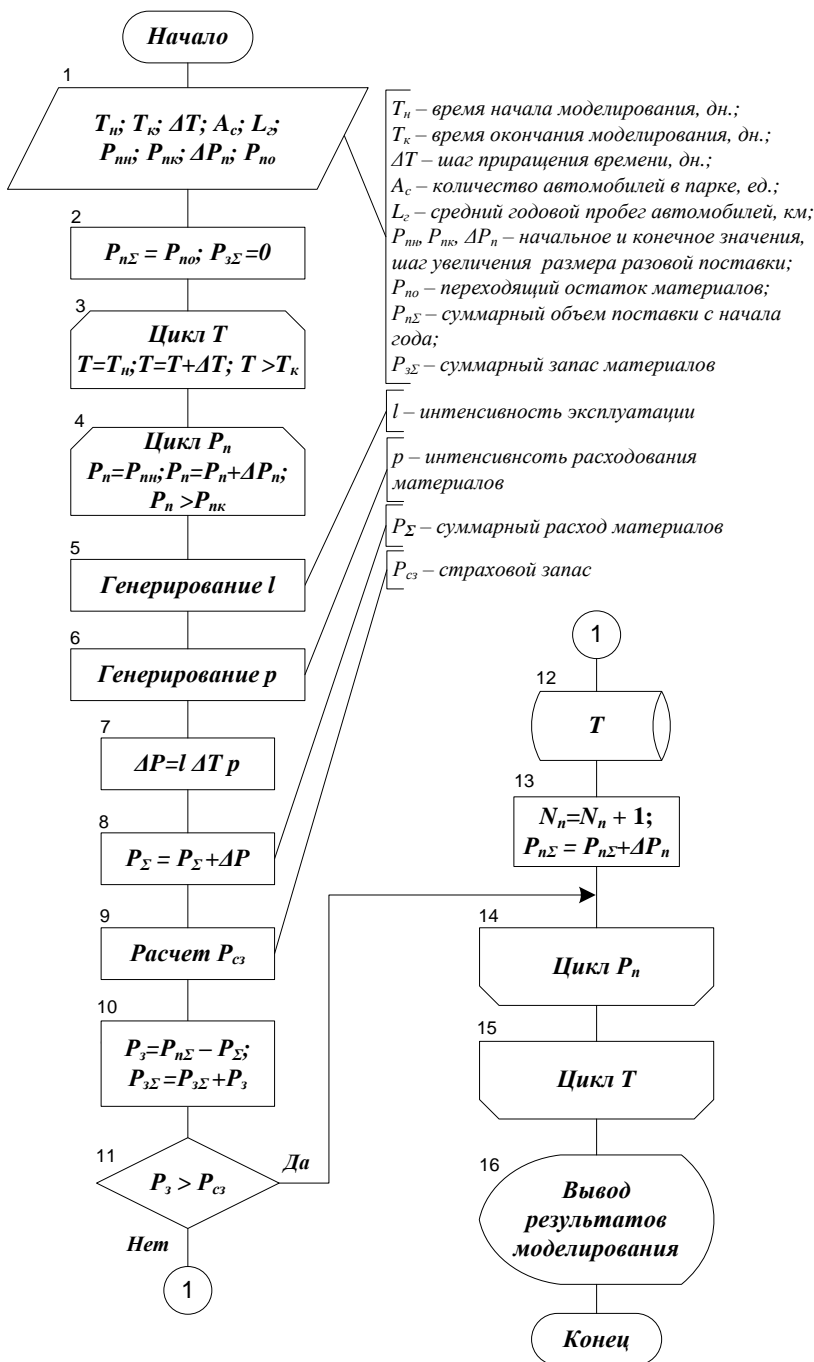 Начало
1
Tн; Tк; ΔT; Aс; Lг;
Pпн; Pпк; ΔPп; Pпо
Tн – время начала моделирования, дн.;
Tк – время окончания моделирования, дн.;
ΔT – шаг приращения времени, дн.;
Aс – количество автомобилей в парке, ед.;
Lг – средний годовой пробег автомобилей, км;
Pпн, Pпк, ΔPп – начальное и конечное значения,
шаг увеличения размера разовой поставки;
Pпо – переходящий остаток материалов;
PпΣ – суммарный объем поставки с начала
года;
PзΣ – суммарный запас материалов
l – интенсивность эксплуатации
p – интенсивнсоть расходования
материалов
PΣ – суммарный расход материалов
Pсз – страховой запас
2
PпΣ = Pпо; PзΣ =0
3
Цикл T
T=Tн;T=T+ΔT; T >Tк
4
Цикл Pп
Pп=Pпн;Pп=Pп+ΔPп;
Pп >Pпк
5
Генерирование l
6
Генерирование p
7
ΔP=l ΔT p
8
PΣ = PΣ +ΔP
9
Расчет Pсз
10
Pз=PпΣ – PΣ;
PзΣ=PзΣ+Pз
11
Pз > Pсз
Да
Нет
1
1
12
T
13
Nп=Nп + 1;
PпΣ = PпΣ+ΔPп
14
Цикл Pп
15
Цикл T
16
Вывод
результатов
моделирования
Конец